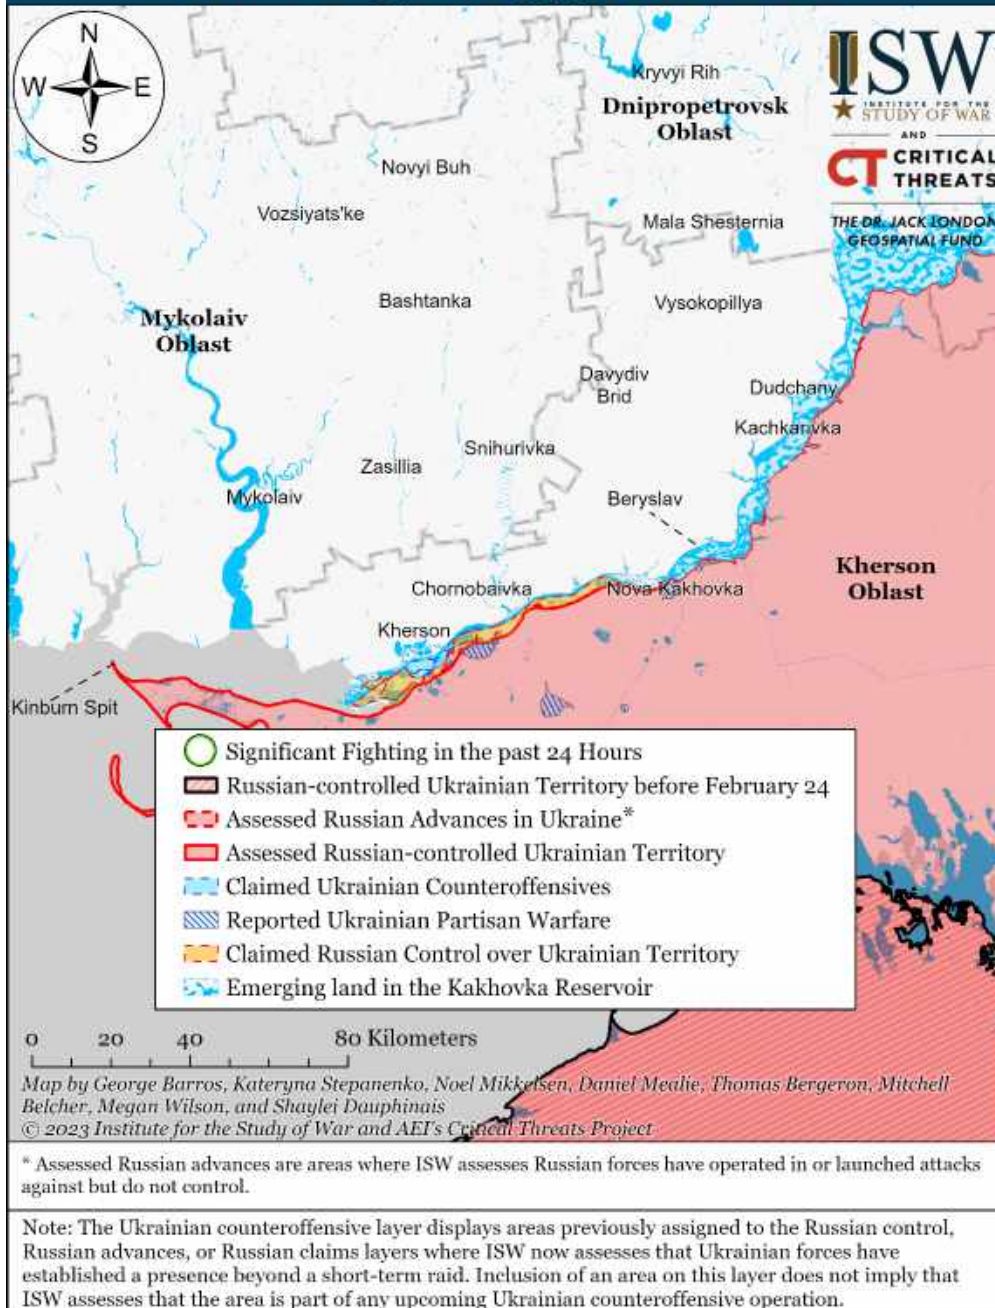 N
W E
S
ISW
INSTITUTE FOR THE
STUDY OF WAR
AND
CT CRITICAL
THREATS
THE DR. JACK LONDON
GEOSPATIAL FUND
Kryvyi Rih
Dnipropetrovsk
Oblast
Novyi Buh
Vozsiyats'ke
Mala Shesternia
Bashtanka
Vysokopillya
Mykolaiv
Oblast
Davydiv
Brid
Dudchany
Kachkarivka
Snihurivka
Zasillia
Mykolaiv
Beryslav
Kherson
Oblast
Chornobaivka
Nova Kakhovka
Kherson
Kinburn Spit
Significant Fighting in the past 24 Hours
Russian-controlled Ukrainian Territory before February 24
Assessed Russian Advances in Ukraine*
Assessed Russian-controlled Ukrainian Territory
Claimed Ukrainian Counteroffensives
Reported Ukrainian Partisan Warfare
Claimed Russian Control over Ukrainian Territory
Emerging land in the Kakhovka Reservoir
0 20 40 80 Kilometers
Map by George Barros, Kateryna Stepanenko, Noel Mikkelsen, Daniel Mealie, Thomas Bergeron, Mitchell
Belcher, Megan Wilson, and Shaylei Dauphinais
© 2023 Institute for the Study of War and AEI's Critical Threats Project
* Assessed Russian advances are areas where ISW assesses Russian forces have operated in or launched attacks
against but do not control.
Note: The Ukrainian counteroffensive layer displays areas previously assigned to the Russian control,
Russian advances, or Russian claims layers where ISW now assesses that Ukrainian forces have
established a presence beyond a short-term raid. Inclusion of an area on this layer does not imply that
ISW assesses that the area is part of any upcoming Ukrainian counteroffensive operation.